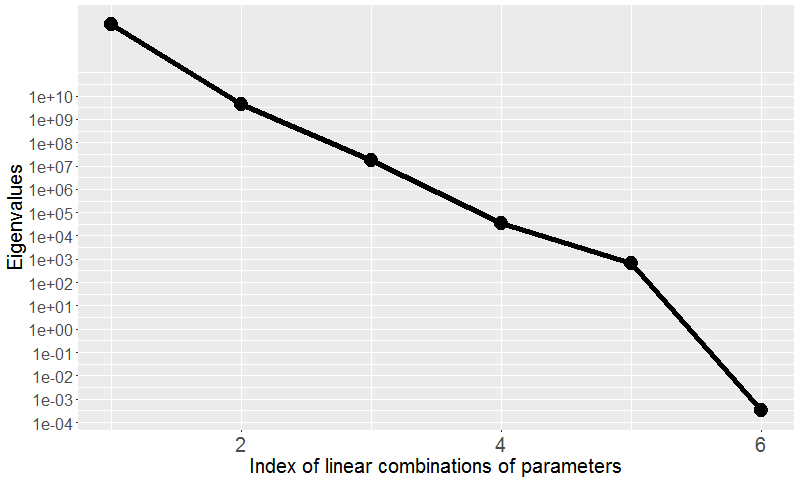 Eigenvalues
1e+10
1e+09
1e+08
1e+07
1e+06
1e+05
1e+04
1e+03
1e+02
1e+01
1e+00
1e-01
1e-02
1e-03
1e-04
2 4 6
Index of linear combinations of parameters